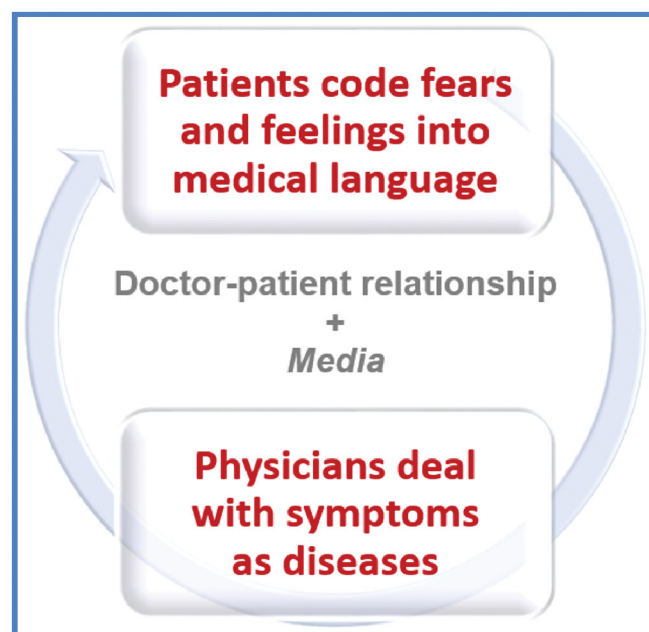 Patients code fears
and feelings into
medical language
Doctor-patient relationship
+
Media
Physicians deal
with symptoms
as diseases